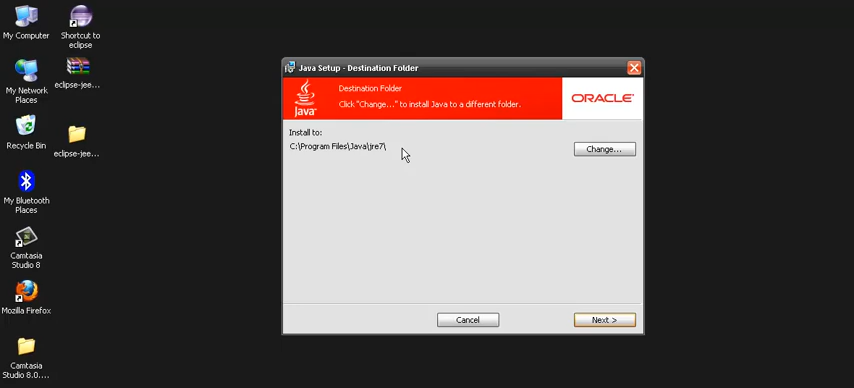 My Computer
Shortcut to
eclipse
My Network
Places
eclipse-jee...
Recycle Bin
eclipse-jee...
My Bluetooth
Places
Camtasia
Studio 8
Mozilla Firefox
Camtasia
Studio 8.0....
Java Setup - Destination Folder
Java
Destination Folder
Click "Change..." to install Java to a different folder.
ORACLE
Install to:
C:\Program Files\Java\jre7\
Change...
Cancel
Next >